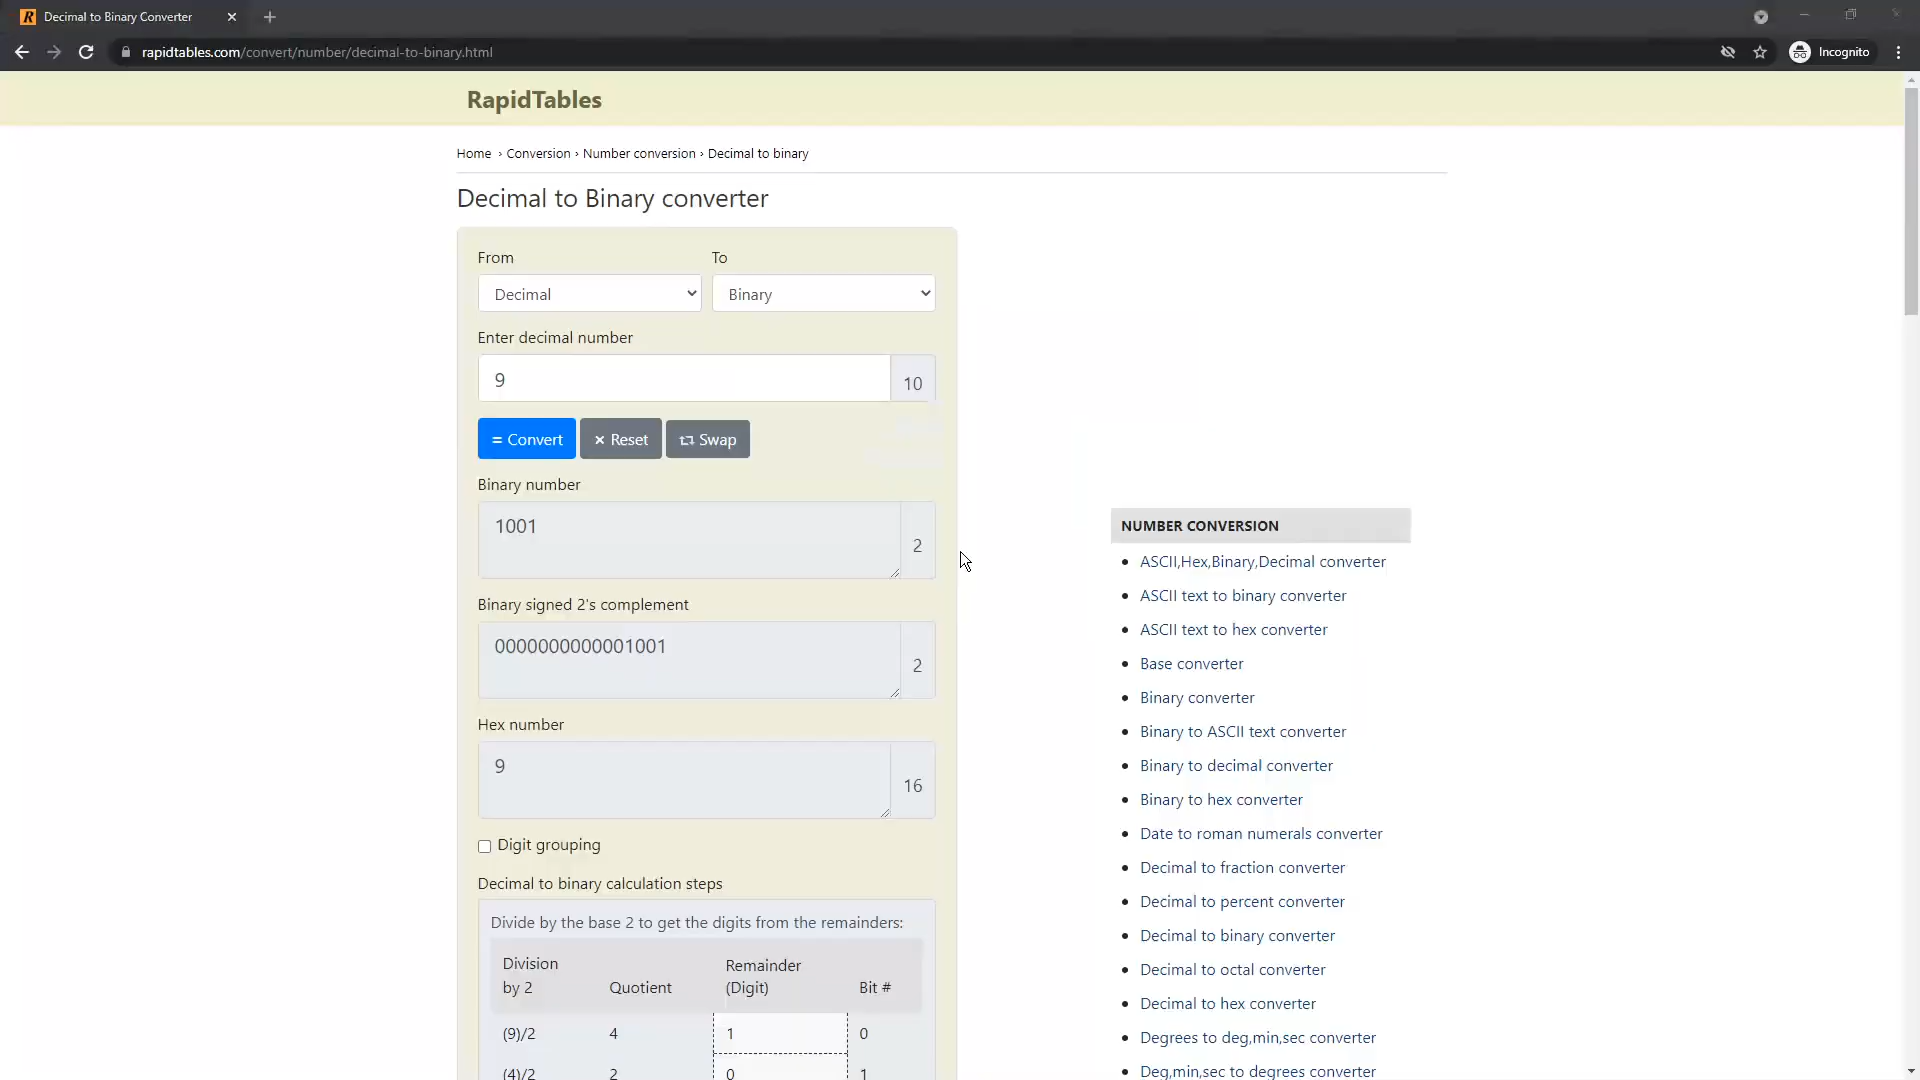 Decimal to Binary Converter
rapidtables.com/convert/number/decimal-to-binary.html
Incognito
RapidTables
Home › Conversion › Number conversion › Decimal to binary
Decimal to Binary converter
From To
Decimal Binary
Enter decimal number
9 10
= Convert × Reset Swap
Binary number
1001
2
Binary signed 2's complement
0000000000001001
2
Hex number
9
16
Digit grouping
Decimal to binary calculation steps
Divide by the base 2 to get the digits from the remainders:
Division
by 2 Quotient Remainder
(Digit) Bit #
(9)/2 4 1 0
(4)/2 2 0 1
NUMBER CONVERSION
• ASCII,Hex,Binary,Decimal converter
• ASCII text to binary converter
• ASCII text to hex converter
• Base converter
• Binary converter
• Binary to ASCII text converter
• Binary to decimal converter
• Binary to hex converter
• Date to roman numerals converter
• Decimal to fraction converter
• Decimal to percent converter
• Decimal to binary converter
• Decimal to octal converter
• Decimal to hex converter
• Degrees to deg,min,sec converter
• Deg,min,sec to degrees converter